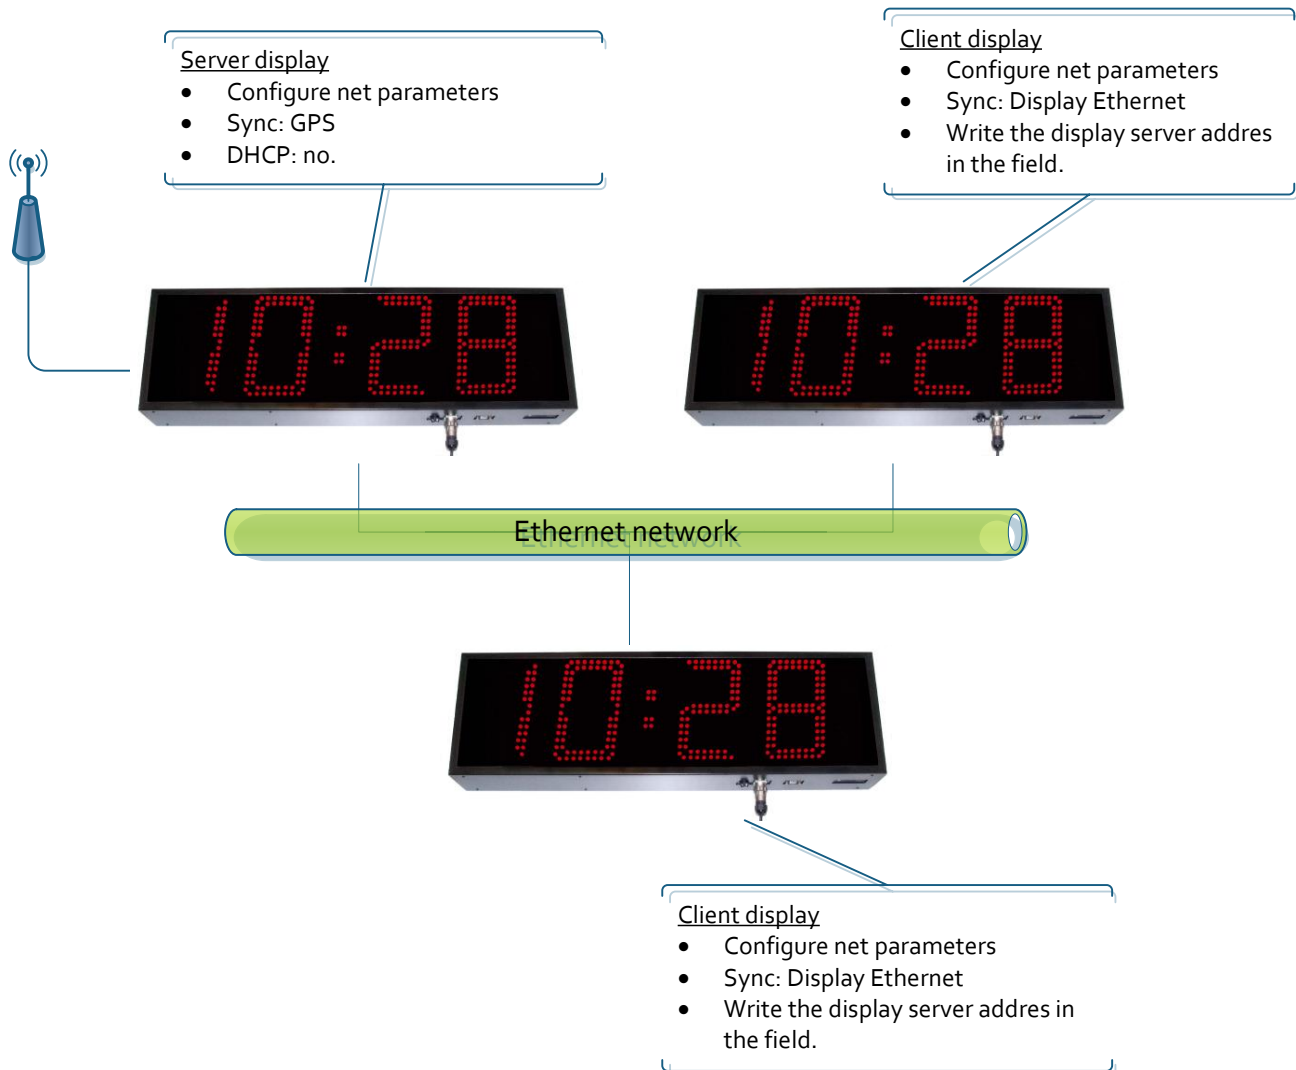 Server display
• Configure net parameters
• Sync: GPS
• DHCP: no.
Client display
• Configure net parameters
• Sync: Display Ethernet
• Write the display server addres
in the field.
10:28
10:28
Ethernet network
10:28
Client display
• Configure net parameters
• Sync: Display Ethernet
• Write the display server addres in
the field.